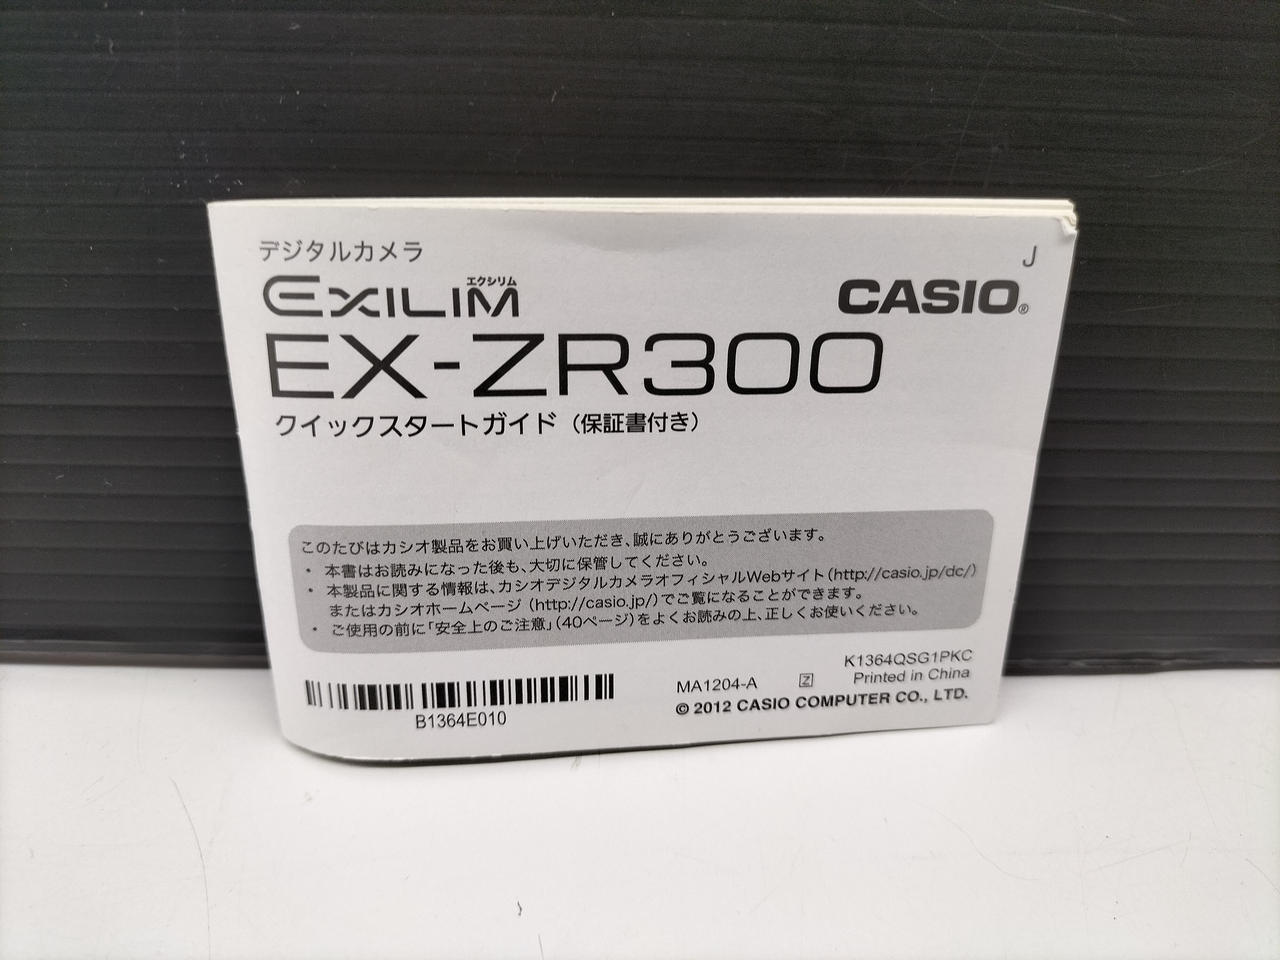 デジタルカメラ
J
エクシリム
EXILIM
CASIO®
EX-ZR300
クイックスタートガイド（保証書付き）
このたびはカシオ製品をお買い上げいただき、誠にありがとうございます。
・ 本書はお読みになった後も、大切に保管してください。
・ 本製品に関する情報は、カシオデジタルカメラオフィシャルWebサイト（http://casio.jp/dc/）
またはカシオホームページ（http://casio.jp/）でご覧になることができます。
・ ご使用の前に「安全上のご注意」（40ページ）をよくお読みの上、正しくお使いください。
B1364E010
MA1204-A Z
K1364QSG1PKC
Printed in China
© 2012 CASIO COMPUTER CO., LTD.